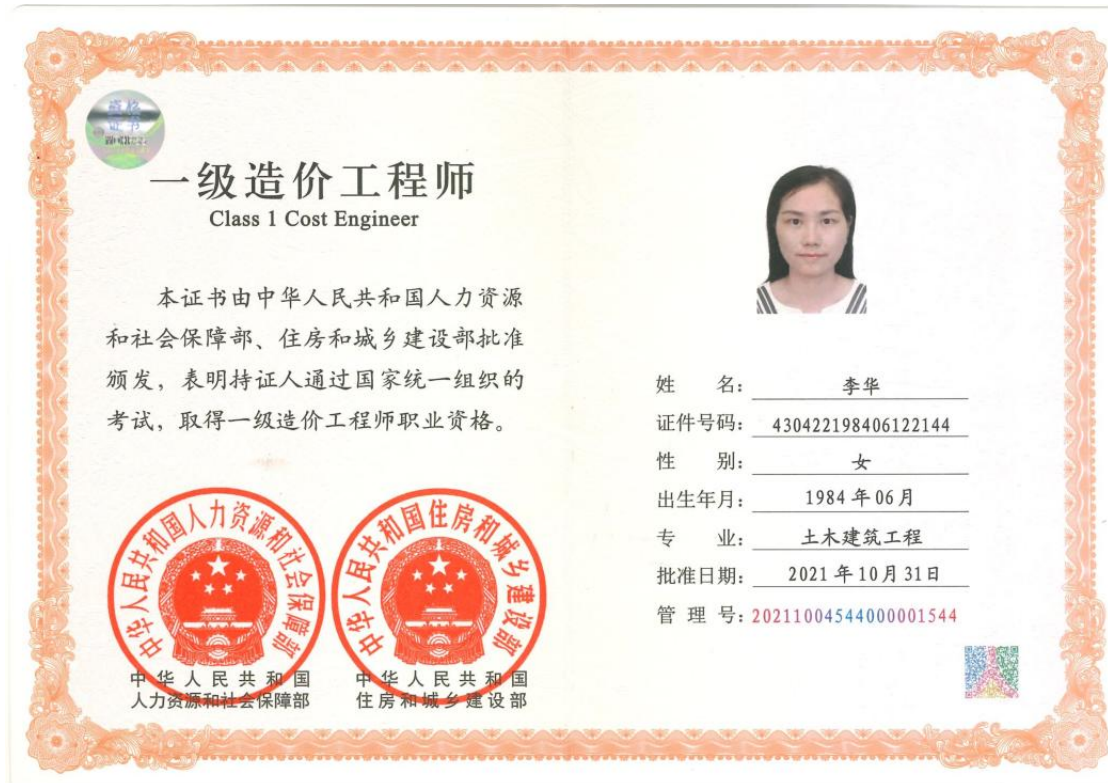 资格
证书
一级造价工程师
Class 1 Cost Engineer
本证书由中华人民共和国人力资源
和社会保障部、住房和城乡建设部批准
颁发，表明持证人通过国家统一组织的
考试，取得一级造价工程师职业资格。
中华人民共和国人力资源和社会保障部
中华人民共和国住房和城乡建设部
中华人民共和国
人力资源和社会保障部
中华人民共和国
住房和城乡建设部
姓 名： 李华
证件号码： 430422198406122144
性 别： 女
出生年月： 1984年06月
专 业： 土木建筑工程
批准日期： 2021年10月31日
管 理 号： 20211004544000001544